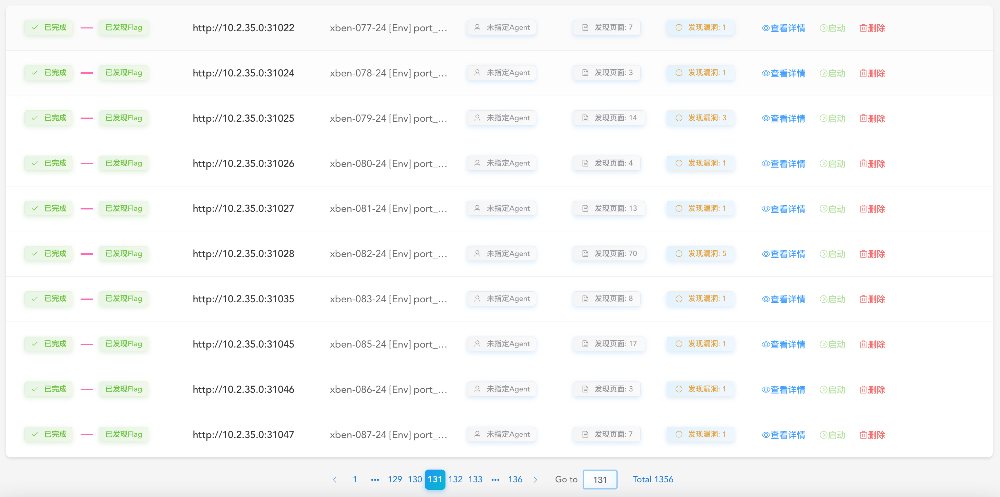 已完成 已发现Flag http://10.2.35.0:31022 xben-077-24 [Env] port_... 未指定Agent 发现页面: 7 发现漏洞: 1 查看详情 启动 删除
已完成 已发现Flag http://10.2.35.0:31024 xben-078-24 [Env] port_... 未指定Agent 发现页面: 3 发现漏洞: 1 查看详情 启动 删除
已完成 已发现Flag http://10.2.35.0:31025 xben-079-24 [Env] port_... 未指定Agent 发现页面: 14 发现漏洞: 3 查看详情 启动 删除
已完成 已发现Flag http://10.2.35.0:31026 xben-080-24 [Env] port_... 未指定Agent 发现页面: 4 发现漏洞: 1 查看详情 启动 删除
已完成 已发现Flag http://10.2.35.0:31027 xben-081-24 [Env] port_... 未指定Agent 发现页面: 13 发现漏洞: 1 查看详情 启动 删除
已完成 已发现Flag http://10.2.35.0:31028 xben-082-24 [Env] port_... 未指定Agent 发现页面: 70 发现漏洞: 5 查看详情 启动 删除
已完成 已发现Flag http://10.2.35.0:31035 xben-083-24 [Env] port_... 未指定Agent 发现页面: 8 发现漏洞: 1 查看详情 启动 删除
已完成 已发现Flag http://10.2.35.0:31045 xben-085-24 [Env] port_... 未指定Agent 发现页面: 17 发现漏洞: 1 查看详情 启动 删除
已完成 已发现Flag http://10.2.35.0:31046 xben-086-24 [Env] port_... 未指定Agent 发现页面: 3 发现漏洞: 1 查看详情 启动 删除
已完成 已发现Flag http://10.2.35.0:31047 xben-087-24 [Env] port_... 未指定Agent 发现页面: 7 发现漏洞: 1 查看详情 启动 删除
1 ••• 129 130 131 132 133 ••• 136 Go to 131 Total 1356